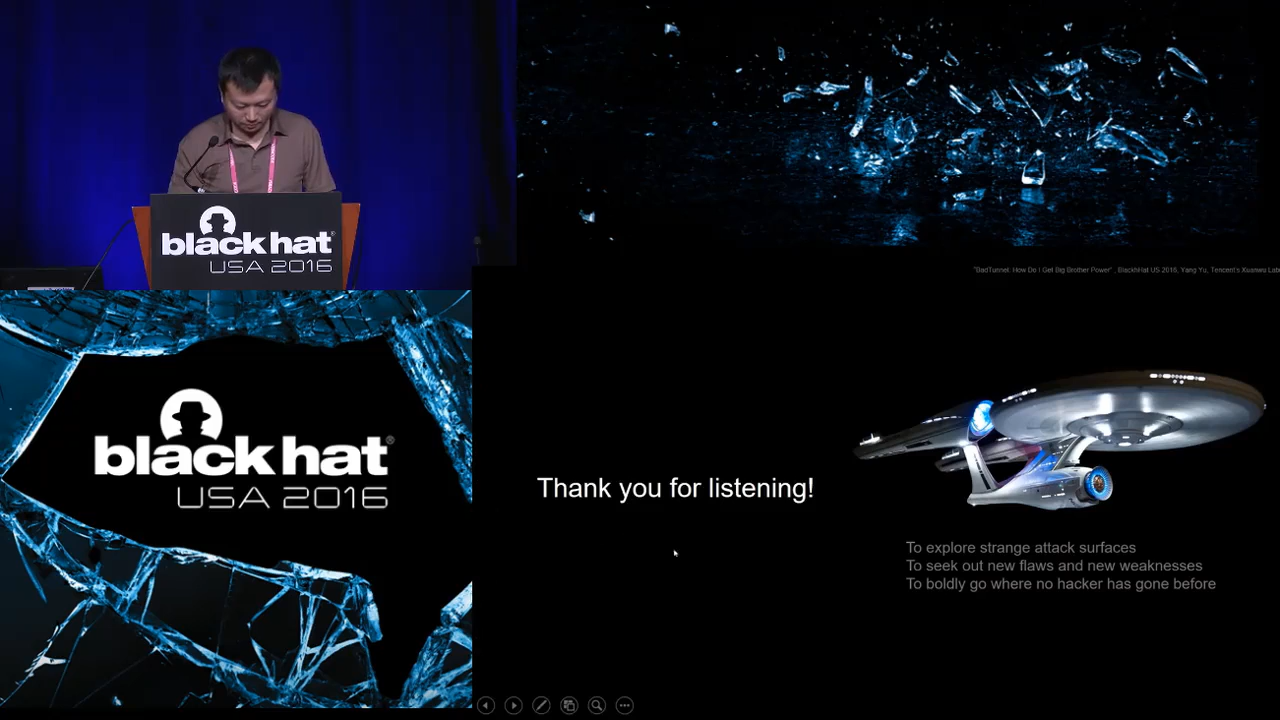 black hat®
USA 2016
"BadTunnel: How Do I Get Big Brother Power" , BlackHat US 2016, Yang Yu, Tencent's Xuanwu Lab
black hat®
USA 2016
Thank you for listening!
To explore strange attack surfaces
To seek out new flaws and new weaknesses
To boldly go where no hacker has gone before